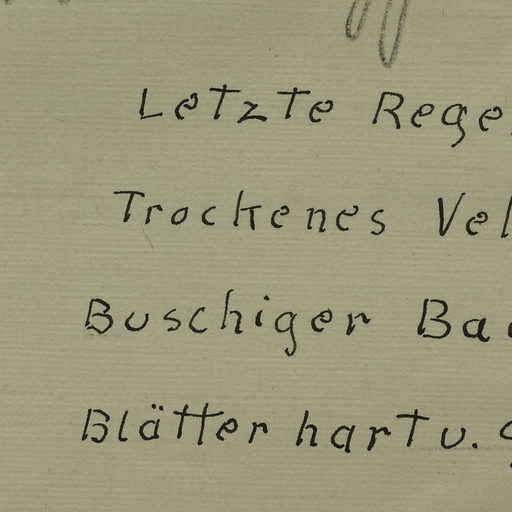 Letzte Rege
Trockenes Vel
Buschiger Ba
Blätter hart u.